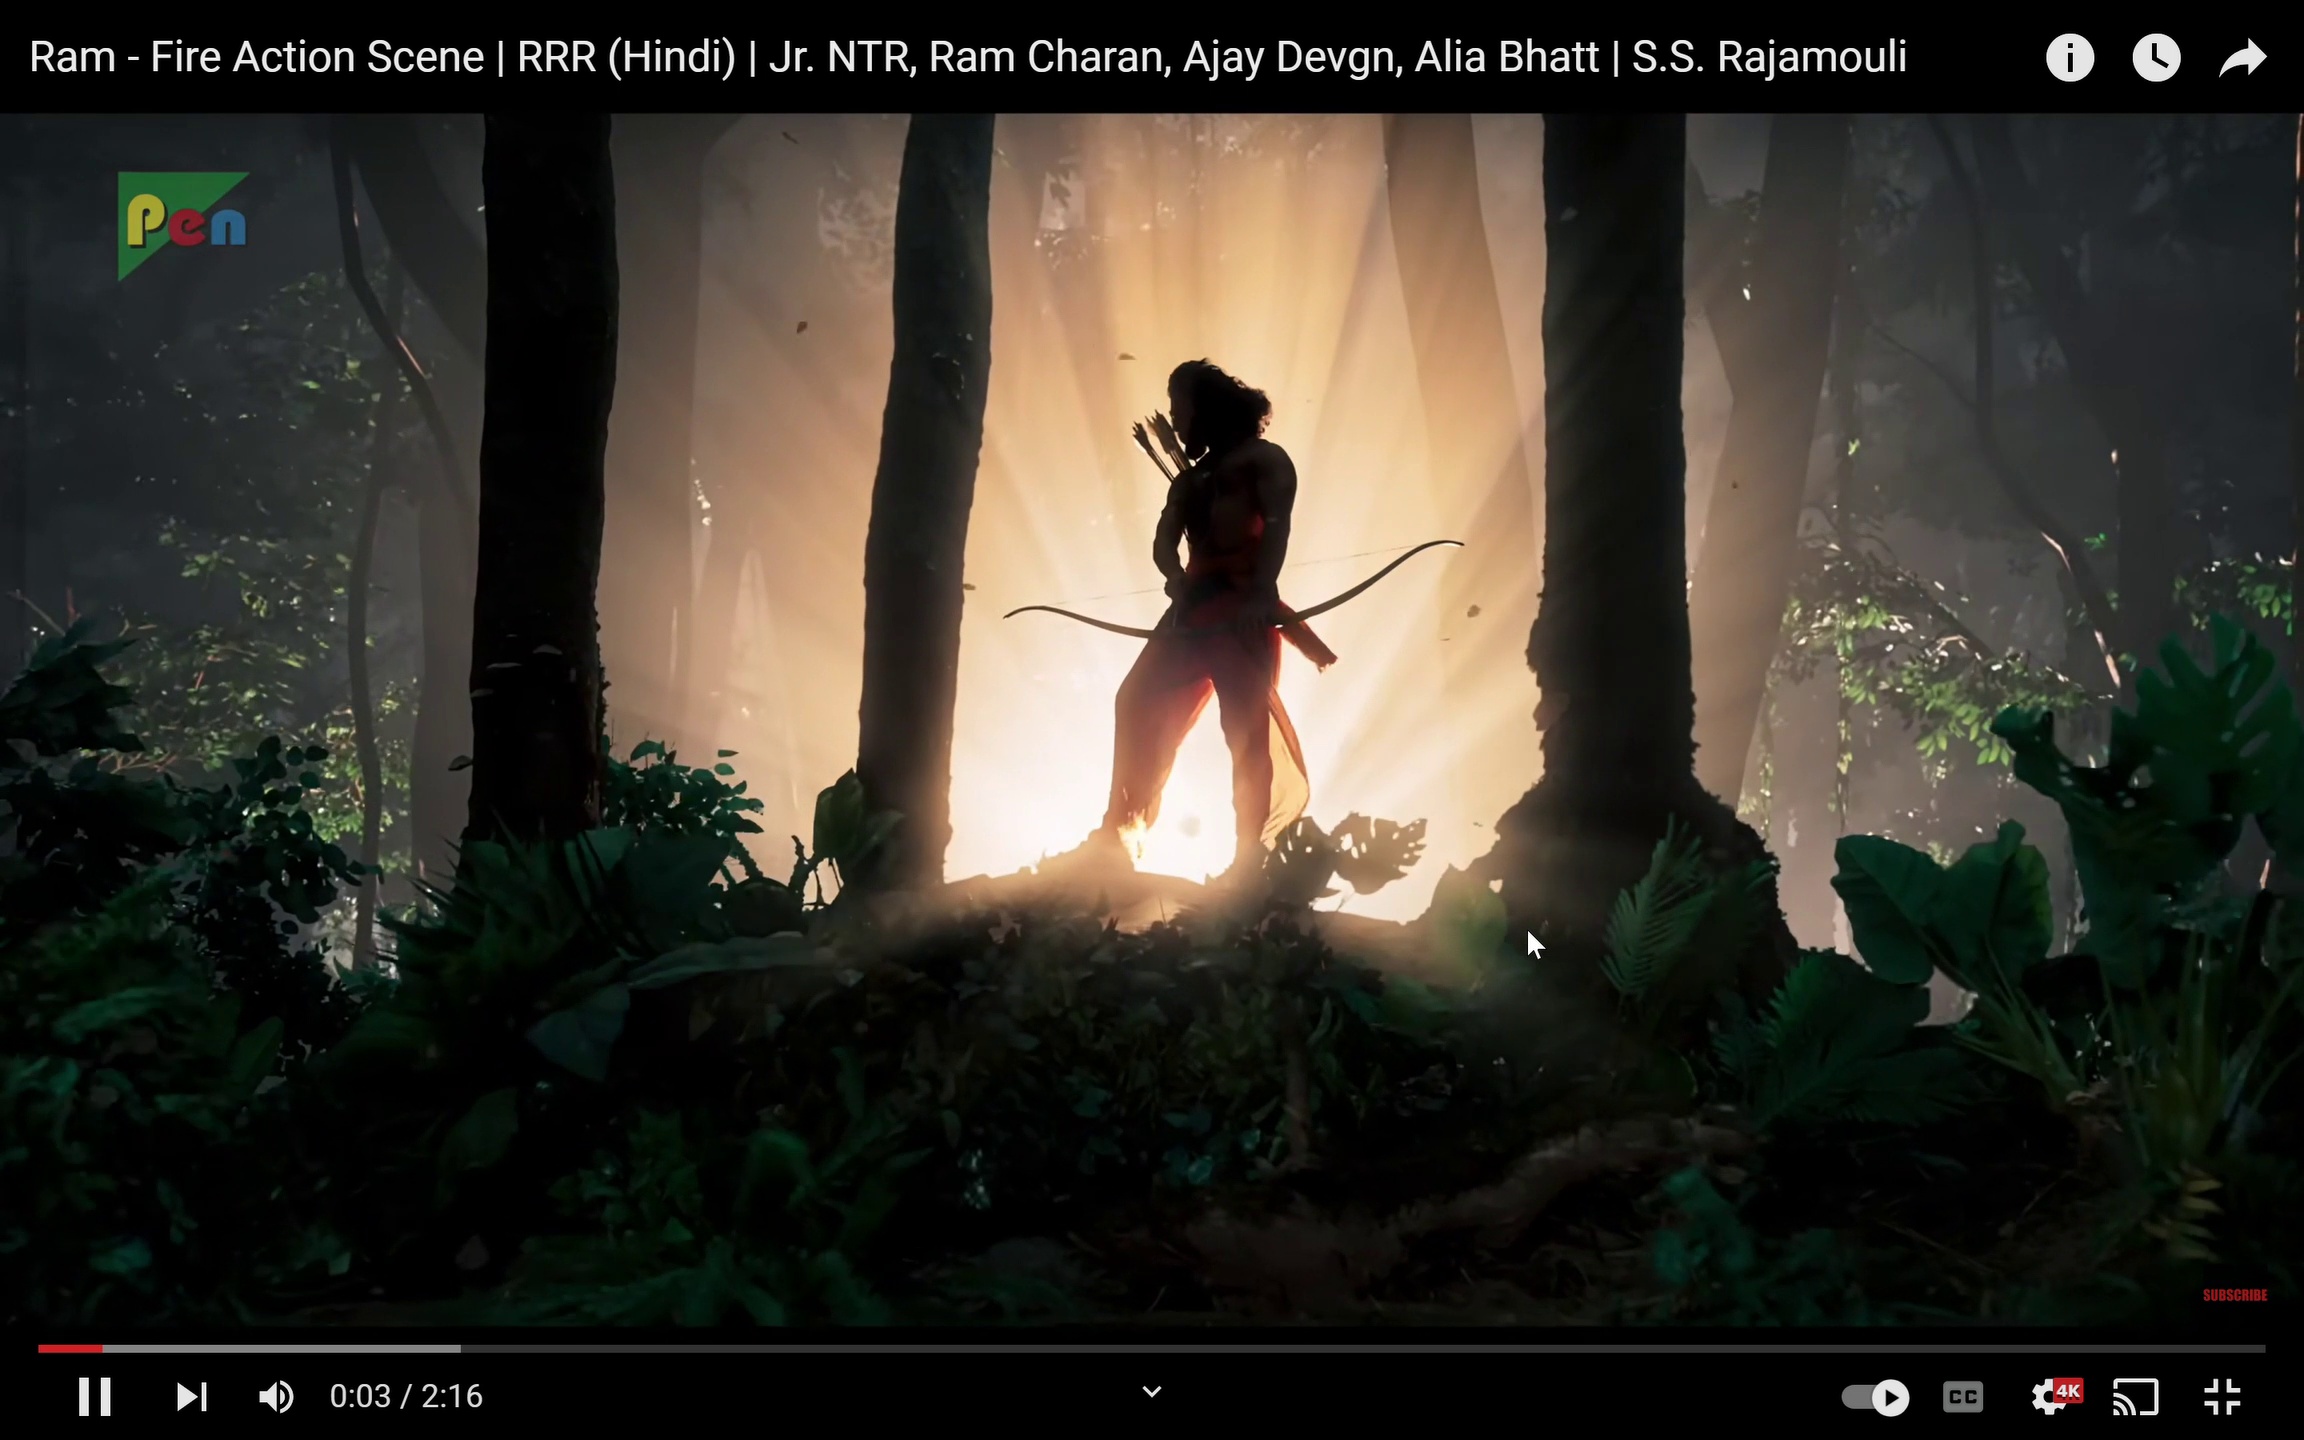 Ram - Fire Action Scene | RRR (Hindi) | Jr. NTR, Ram Charan, Ajay Devgn, Alia Bhatt | S.S. Rajamouli
Pen
SUBSCRIBE
0:03 / 2:16
CC
4K